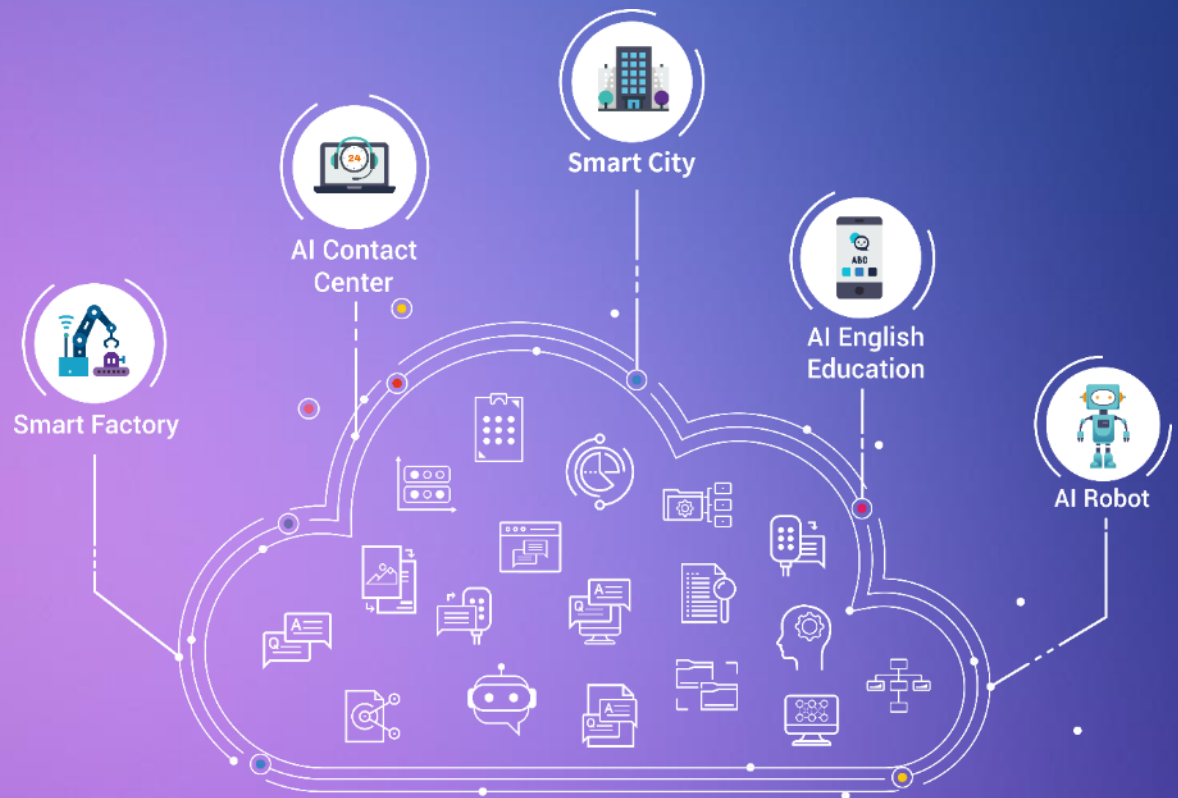 Smart City
24
AI Contact
Center
ABC
AI English
Education
Smart Factory
AI Robot
A
Q
A
Q
A
Q
A